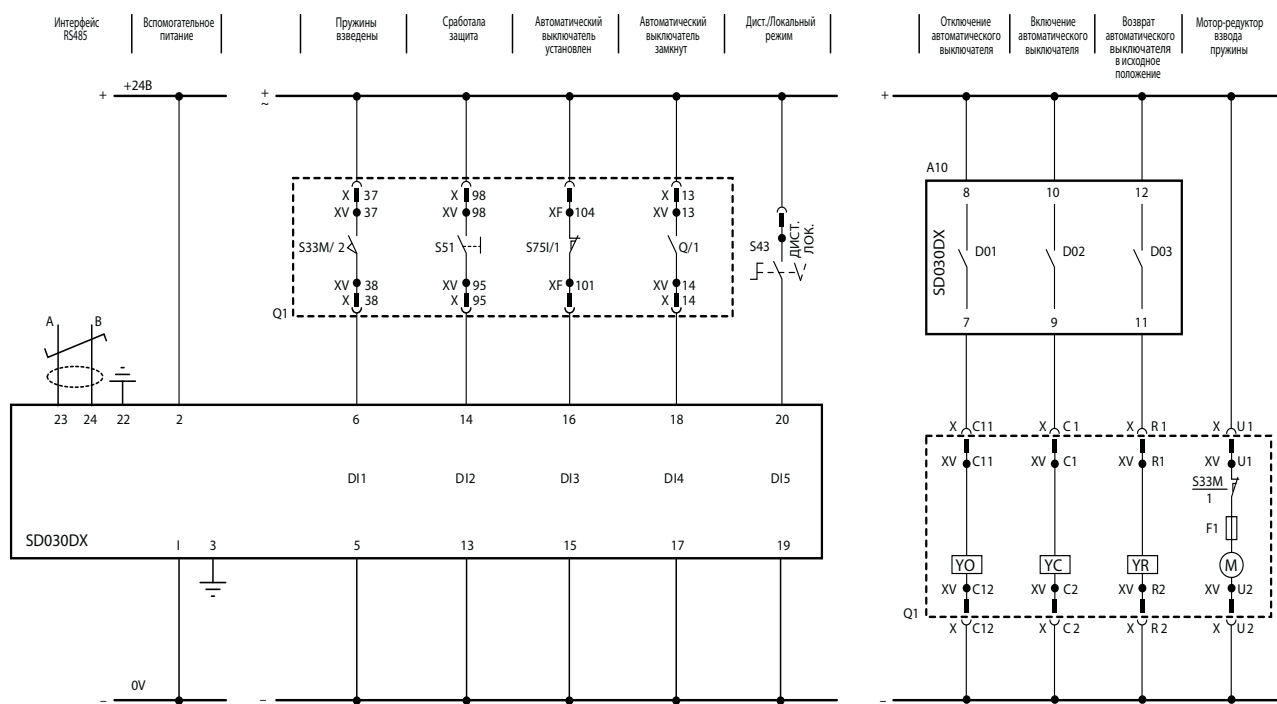 Интерфейс
RS485
Вспомогательное
питание
Пружины
взведены
Сработала
защита
Автоматический
выключатель
установлен
Автоматический
выключатель
замкнут
Дист./Локальный
режим
Отключение
автоматического
выключателя
Включение
автоматического
выключателя
Возврат
автоматического
выключателя
в исходное
положение
Мотор-редуктор
взвода
пружины
+ +24В
+
~
+
X 37
XV 37
S33M/ 2
XV 38
X 38
X 98
XV 98
S51
XV 95
X 95
XF 104
S75I/1
XF 101
X 13
XV 13
Q/1
XV 14
X 14
Q1
S43
ДИСТ.
ЛОК.
A10
8 10 12
SD030DX
D01 D02 D03
7 9 11
A B
23 24 22 2 6 14 16 18 20
DI1 DI2 DI3 DI4 DI5
SD030DX
I 3 5 13 15 17 19
X C11 X C 1 X R 1 X U 1
XV C11 XV C1 XV R1 XV U1
S33M
1
F1
YO YC YR M
XV C12 XV C2 XV R2 XV U2
Q1
X C12 X C 2 X R 2 X U 2
0V
– – –